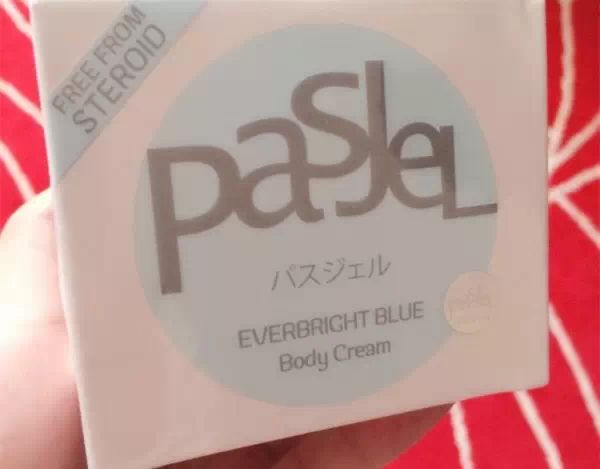 FREE FROM
STEROID
PasJeL
パスジェル
EVERBRIGHT BLUE
Body Cream